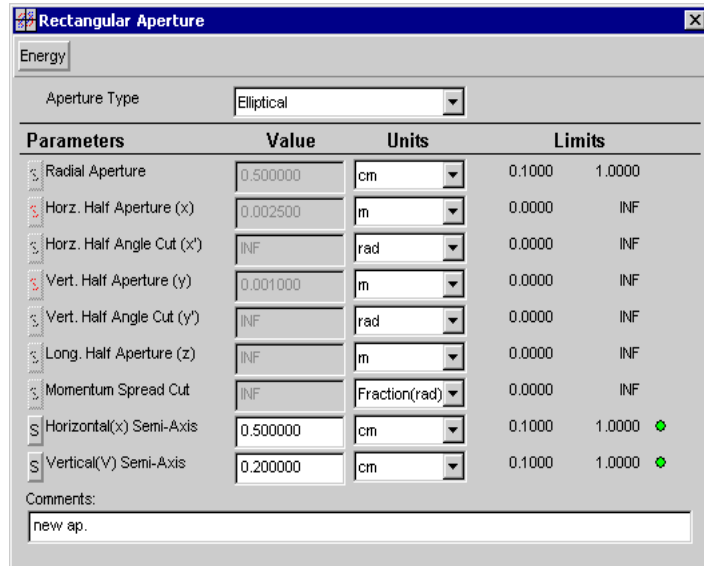 Rectangular Aperture
Energy
Aperture Type Elliptical
Parameters Value Units Limits
S Radial Aperture 0.500000 cm 0.1000 1.0000
S Horz. Half Aperture (x) 0.002500 m 0.0000 INF
S Horz. Half Angle Cut (x') INF rad 0.0000 INF
S Vert. Half Aperture (y) 0.001000 m 0.0000 INF
S Vert. Half Angle Cut (y') INF rad 0.0000 INF
S Long. Half Aperture (z) INF m 0.0000 INF
S Momentum Spread Cut INF Fraction(rad) 0.0000 INF
S Horizontal(x) Semi-Axis 0.500000 cm 0.1000 1.0000
S Vertical(V) Semi-Axis 0.200000 cm 0.1000 1.0000
Comments:
new ap.